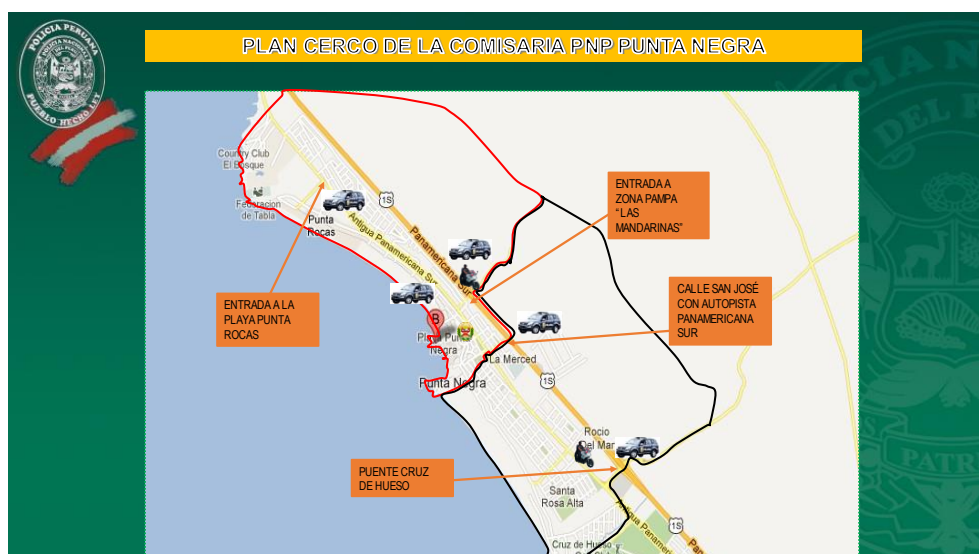 POLICIA PERUANA
PUEBLO HECHO LEY
PLAN CERCO DE LA COMISARIA PNP PUNTA NEGRA
Country Club
El Bosque
Federacion
de Tabla
Punta
Rocas
1S
Antigua Panamericana Sur
Panamericana Sur
ENTRADA A
ZONA PAMPA
“LAS
MANDARINAS”
ENTRADA A LA
PLAYA PUNTA
ROCAS
CALLE SAN JOSÉ
CON AUTOPISTA
PANAMERICANA
SUR
B
Playa Punta
Negra
La Merced
Punta Negra
1S
Rocio
Del Mar
PUENTE CRUZ
DE HUESO
Santa
Rosa Alta
1S
Antigua Panameri
Cruz de Hueso